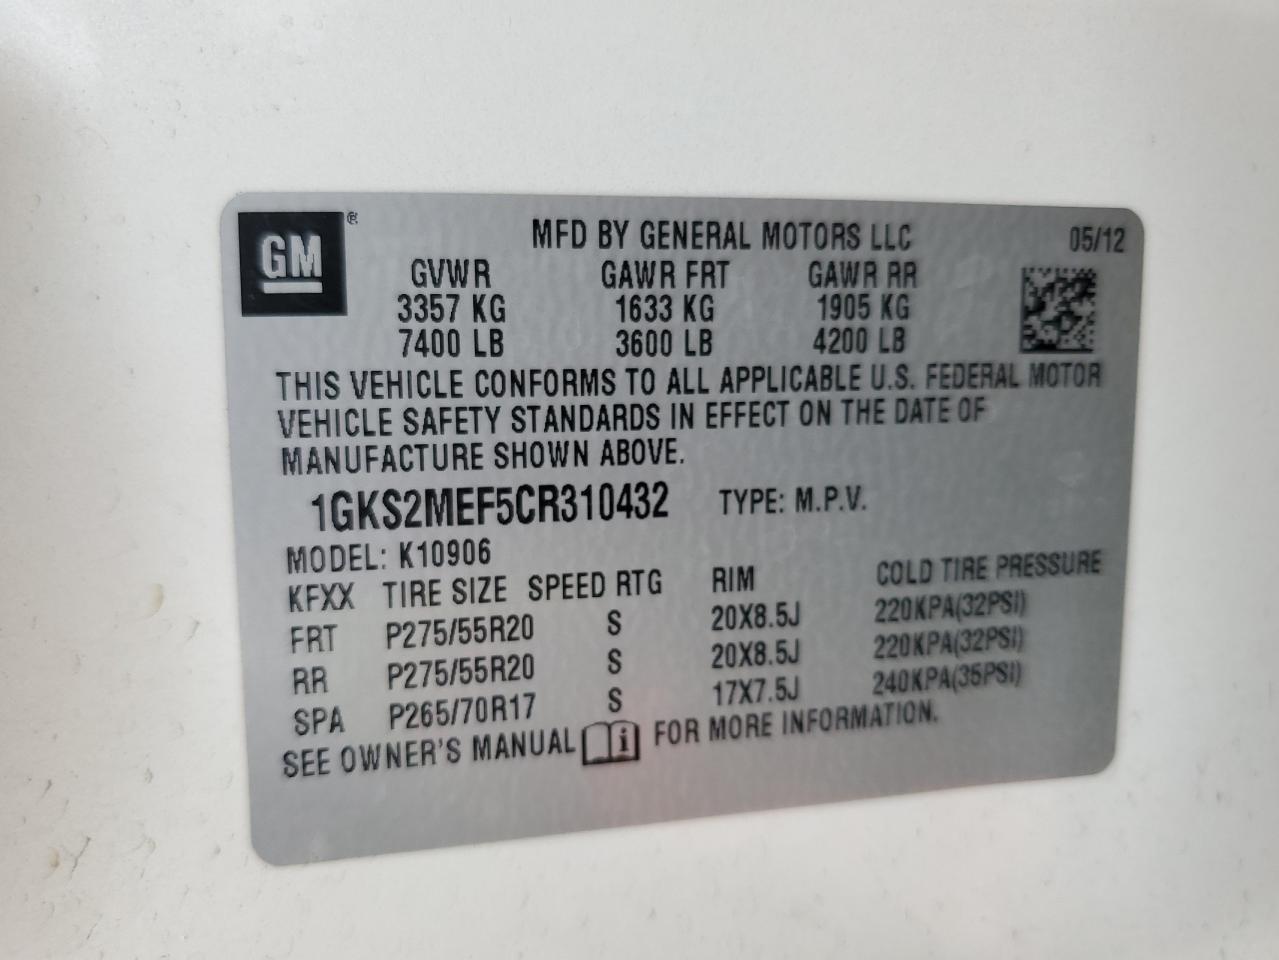 GM ®
MFD BY GENERAL MOTORS LLC 05/12
GVWR GAWR FRT GAWR RR
3357 KG 1633 KG 1905 KG
7400 LB 3600 LB 4200 LB
THIS VEHICLE CONFORMS TO ALL APPLICABLE U.S. FEDERAL MOTOR
VEHICLE SAFETY STANDARDS IN EFFECT ON THE DATE OF
MANUFACTURE SHOWN ABOVE.
1GKS2MEF5CR310432 TYPE: M.P.V.
MODEL: K10906
KFXX TIRE SIZE SPEED RTG RIM COLD TIRE PRESSURE
FRT P275/55R20 S 20X8.5J 220KPA(32PSI)
RR P275/55R20 S 20X8.5J 220KPA(32PSI)
SPA P265/70R17 S 17X7.5J 240KPA(35PSI)
SEE OWNER'S MANUAL i FOR MORE INFORMATION.